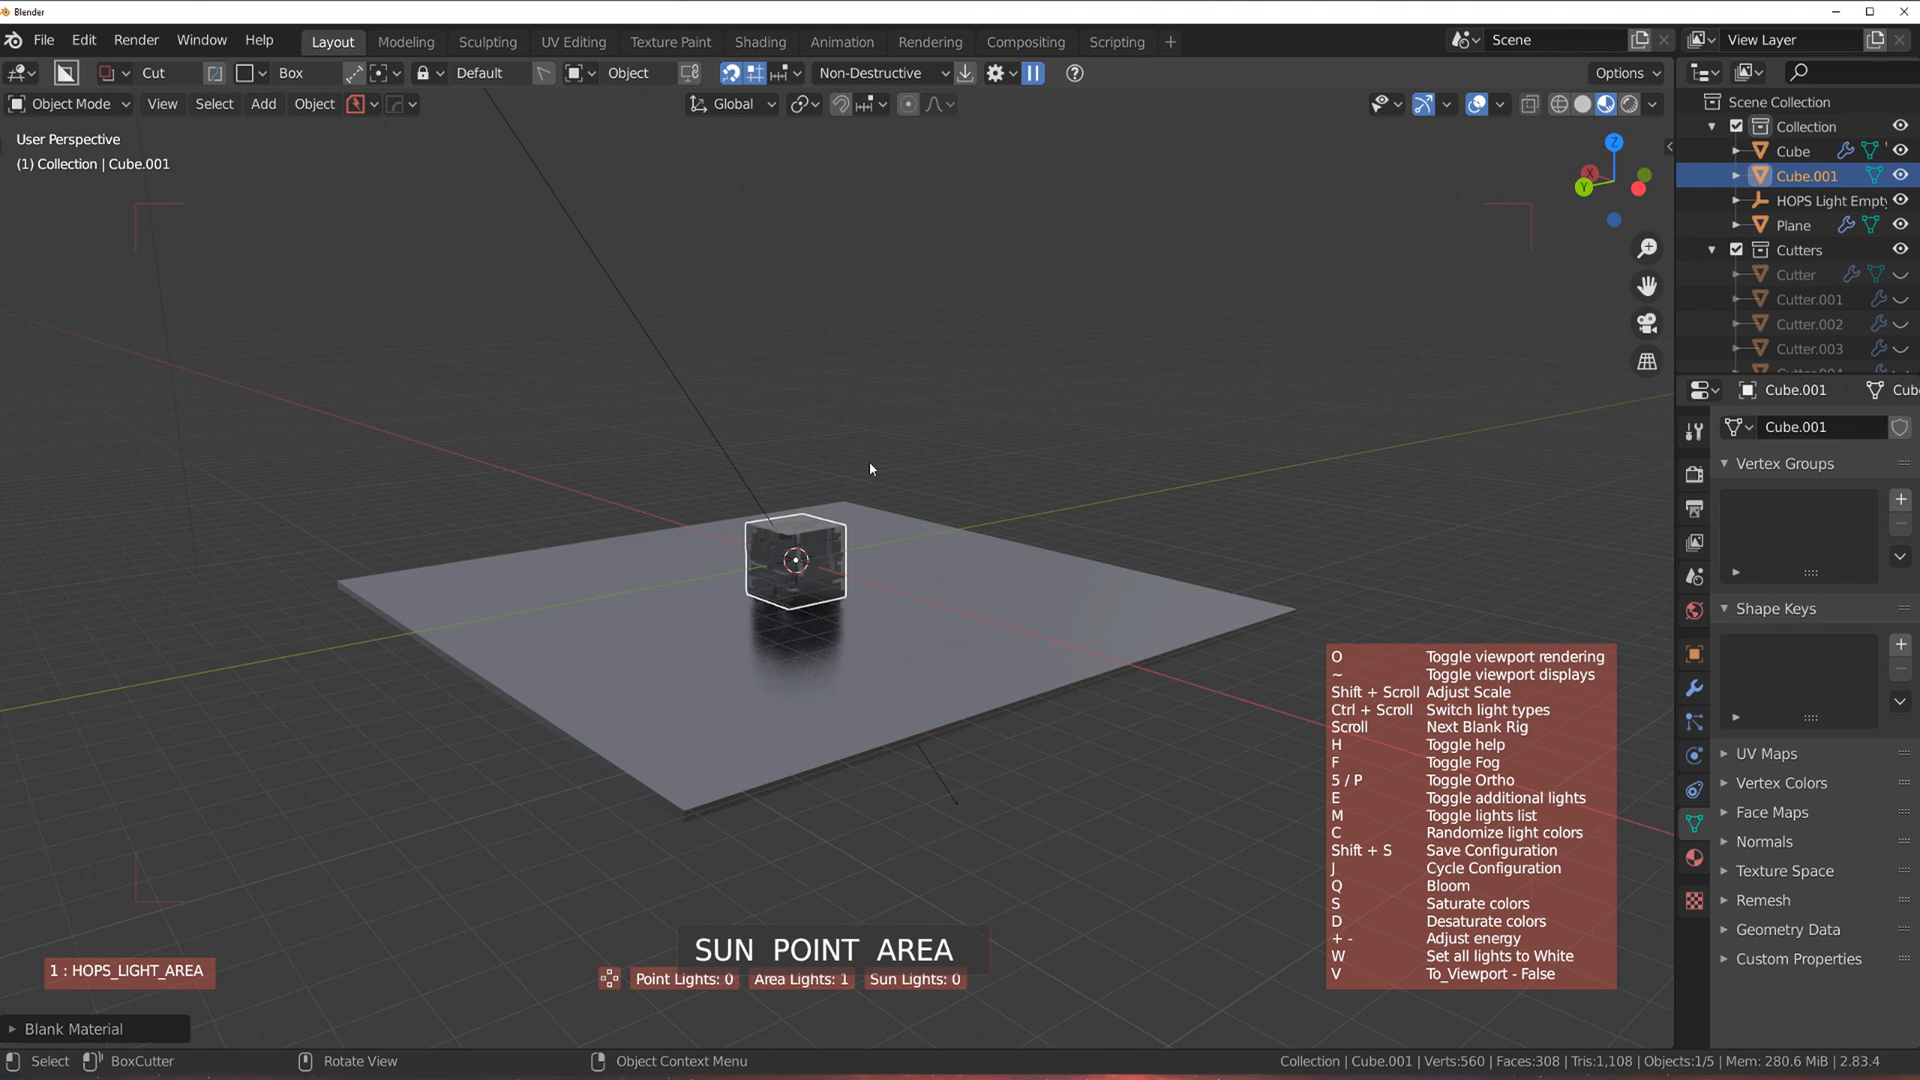 Blender
File Edit Render Window Help Layout Modeling Sculpting UV Editing Texture Paint Shading Animation Rendering Compositing Scripting + Scene View Layer
Cut Box Default Object Non-Destructive Options
Object Mode View Select Add Object Global
User Perspective
(1) Collection | Cube.001
Z
X
Y
Scene Collection
Collection
Cube
Cube.001
HOPS Light Empty
Plane
Cutters
Cutter
Cutter.001
Cutter.002
Cutter.003
Cube.001 Cub
Cube.001
Vertex Groups
Shape Keys
UV Maps
Vertex Colors
Face Maps
Normals
Texture Space
Remesh
Geometry Data
Custom Properties
O Toggle viewport rendering
~ Toggle viewport displays
Shift + Scroll Adjust Scale
Ctrl + Scroll Switch light types
Scroll Next Blank Rig
H Toggle help
F Toggle Fog
5 / P Toggle Ortho
E Toggle additional lights
M Toggle lights list
C Randomize light colors
Shift + S Save Configuration
J Cycle Configuration
Q Bloom
S Saturate colors
D Desaturate colors
+ - Adjust energy
W Set all lights to White
V To_Viewport - False
SUN POINT AREA
1 : HOPS_LIGHT_AREA
Point Lights: 0 Area Lights: 1 Sun Lights: 0
Blank Material
Select BoxCutter Rotate View Object Context Menu Collection | Cube.001 | Verts:560 | Faces:308 | Tris:1,108 | Objects:1/5 | Mem: 280.6 MiB | 2.83.4